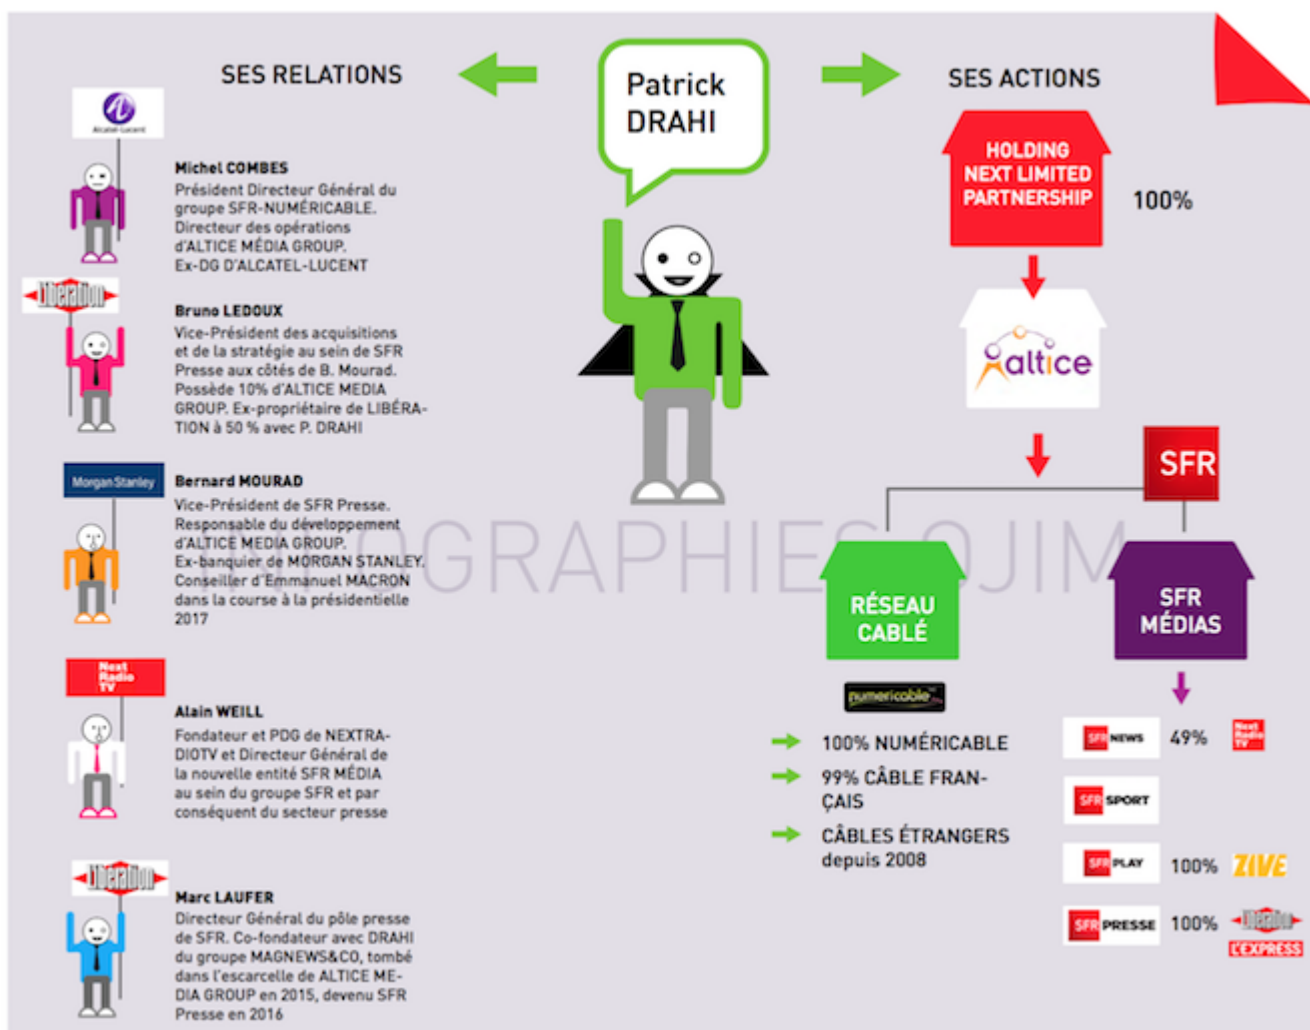 SES RELATIONS
Patrick
DRAHI
SES ACTIONS
Alcatel-Lucent
Michel COMBES
Président Directeur Général du
groupe SFR-NUMÉRICABLE.
Directeur des opérations
d'ALTICE MÉDIA GROUP.
Ex-DG D'ALCATEL-LUCENT
Libération
Bruno LEDOUX
Vice-Président des acquisitions
et de la stratégie au sein de SFR
Presse aux côtés de B. Mourad.
Possède 10% d'ALTICE MEDIA
GROUP. Ex-propriétaire de LIBÉRA-
TION à 50 % avec P. DRAHI
Morgan Stanley
Bernard MOURAD
Vice-Président de SFR Presse.
Responsable du développement
d'ALTICE MEDIA GROUP.
Ex-banquier de MORGAN STANLEY.
Conseiller d'Emmanuel MACRON
dans la course à la présidentielle
2017
Next
Radio
TV
Alain WEILL
Fondateur et PDG de NEXTRA-
DIOTV et Directeur Général de
la nouvelle entité SFR MÉDIA
au sein du groupe SFR et par
conséquent du secteur presse
Libération
Marc LAUFER
Directeur Général du pôle presse
de SFR. Co-fondateur avec DRAHI
du groupe MAGNEWS&CO, tombé
dans l'escarcelle de ALTICE ME-
DIA GROUP en 2015, devenu SFR
Presse en 2016
HOLDING
NEXT LIMITED
PARTNERSHIP
100%
altice
SFR
INFOGRAPHIES OJIM
RÉSEAU
CABLÉ
numericable
100% NUMÉRICABLE
99% CÂBLE FRAN-
ÇAIS
CÂBLES ÉTRANGERS
depuis 2008
SFR
MÉDIAS
SFR NEWS 49% Next Radio TV
SFR SPORT
SFR PLAY 100% ZIVE
SFR PRESSE 100% Libération
L'EXPRESS